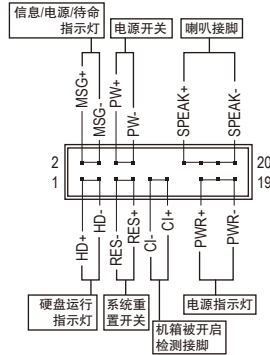 信息/电源/待命
指示灯
电源开关
喇叭接脚
MSG+
MSG-
PW+
PW-
SPEAK+
SPEAK-
2
20
1
19
HD+
HD-
RES-
RES+
CI-
CI+
PWR+
PWR-
硬盘运行
指示灯
系统重
置开关
机箱被开启
检测接脚
电源指示灯